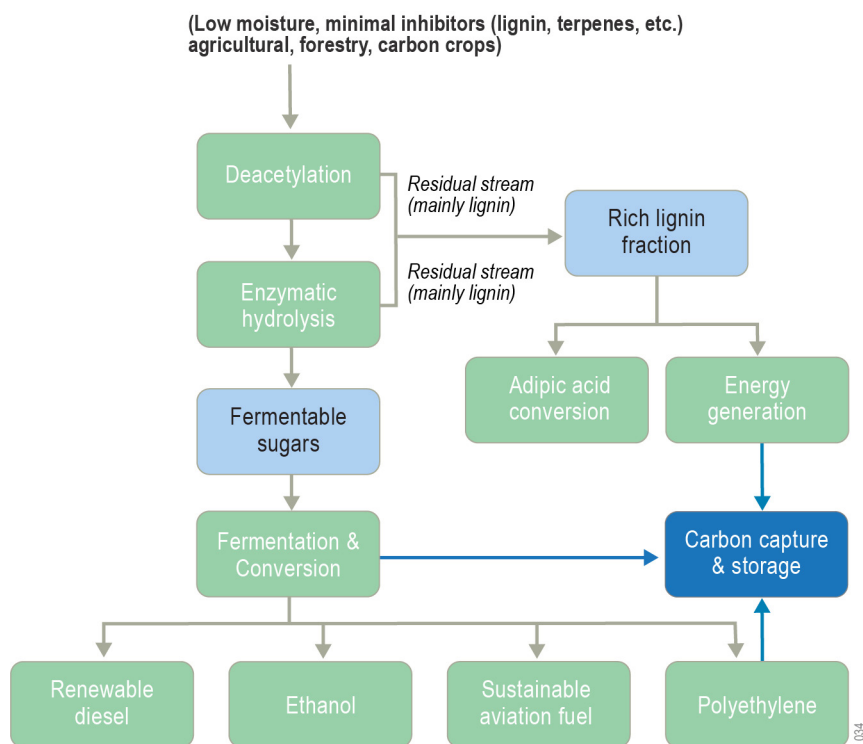 (Low moisture, minimal inhibitors (lignin, terpenes, etc.)
agricultural, forestry, carbon crops)
Deacetylation
Residual stream
(mainly lignin)
Rich lignin
fraction
Enzymatic
hydrolysis
Residual stream
(mainly lignin)
Adipic acid
conversion
Energy
generation
Fermentable
sugars
Fermentation &
Conversion
Carbon capture
& storage
Renewable
diesel
Ethanol
Sustainable
aviation fuel
Polyethylene
034